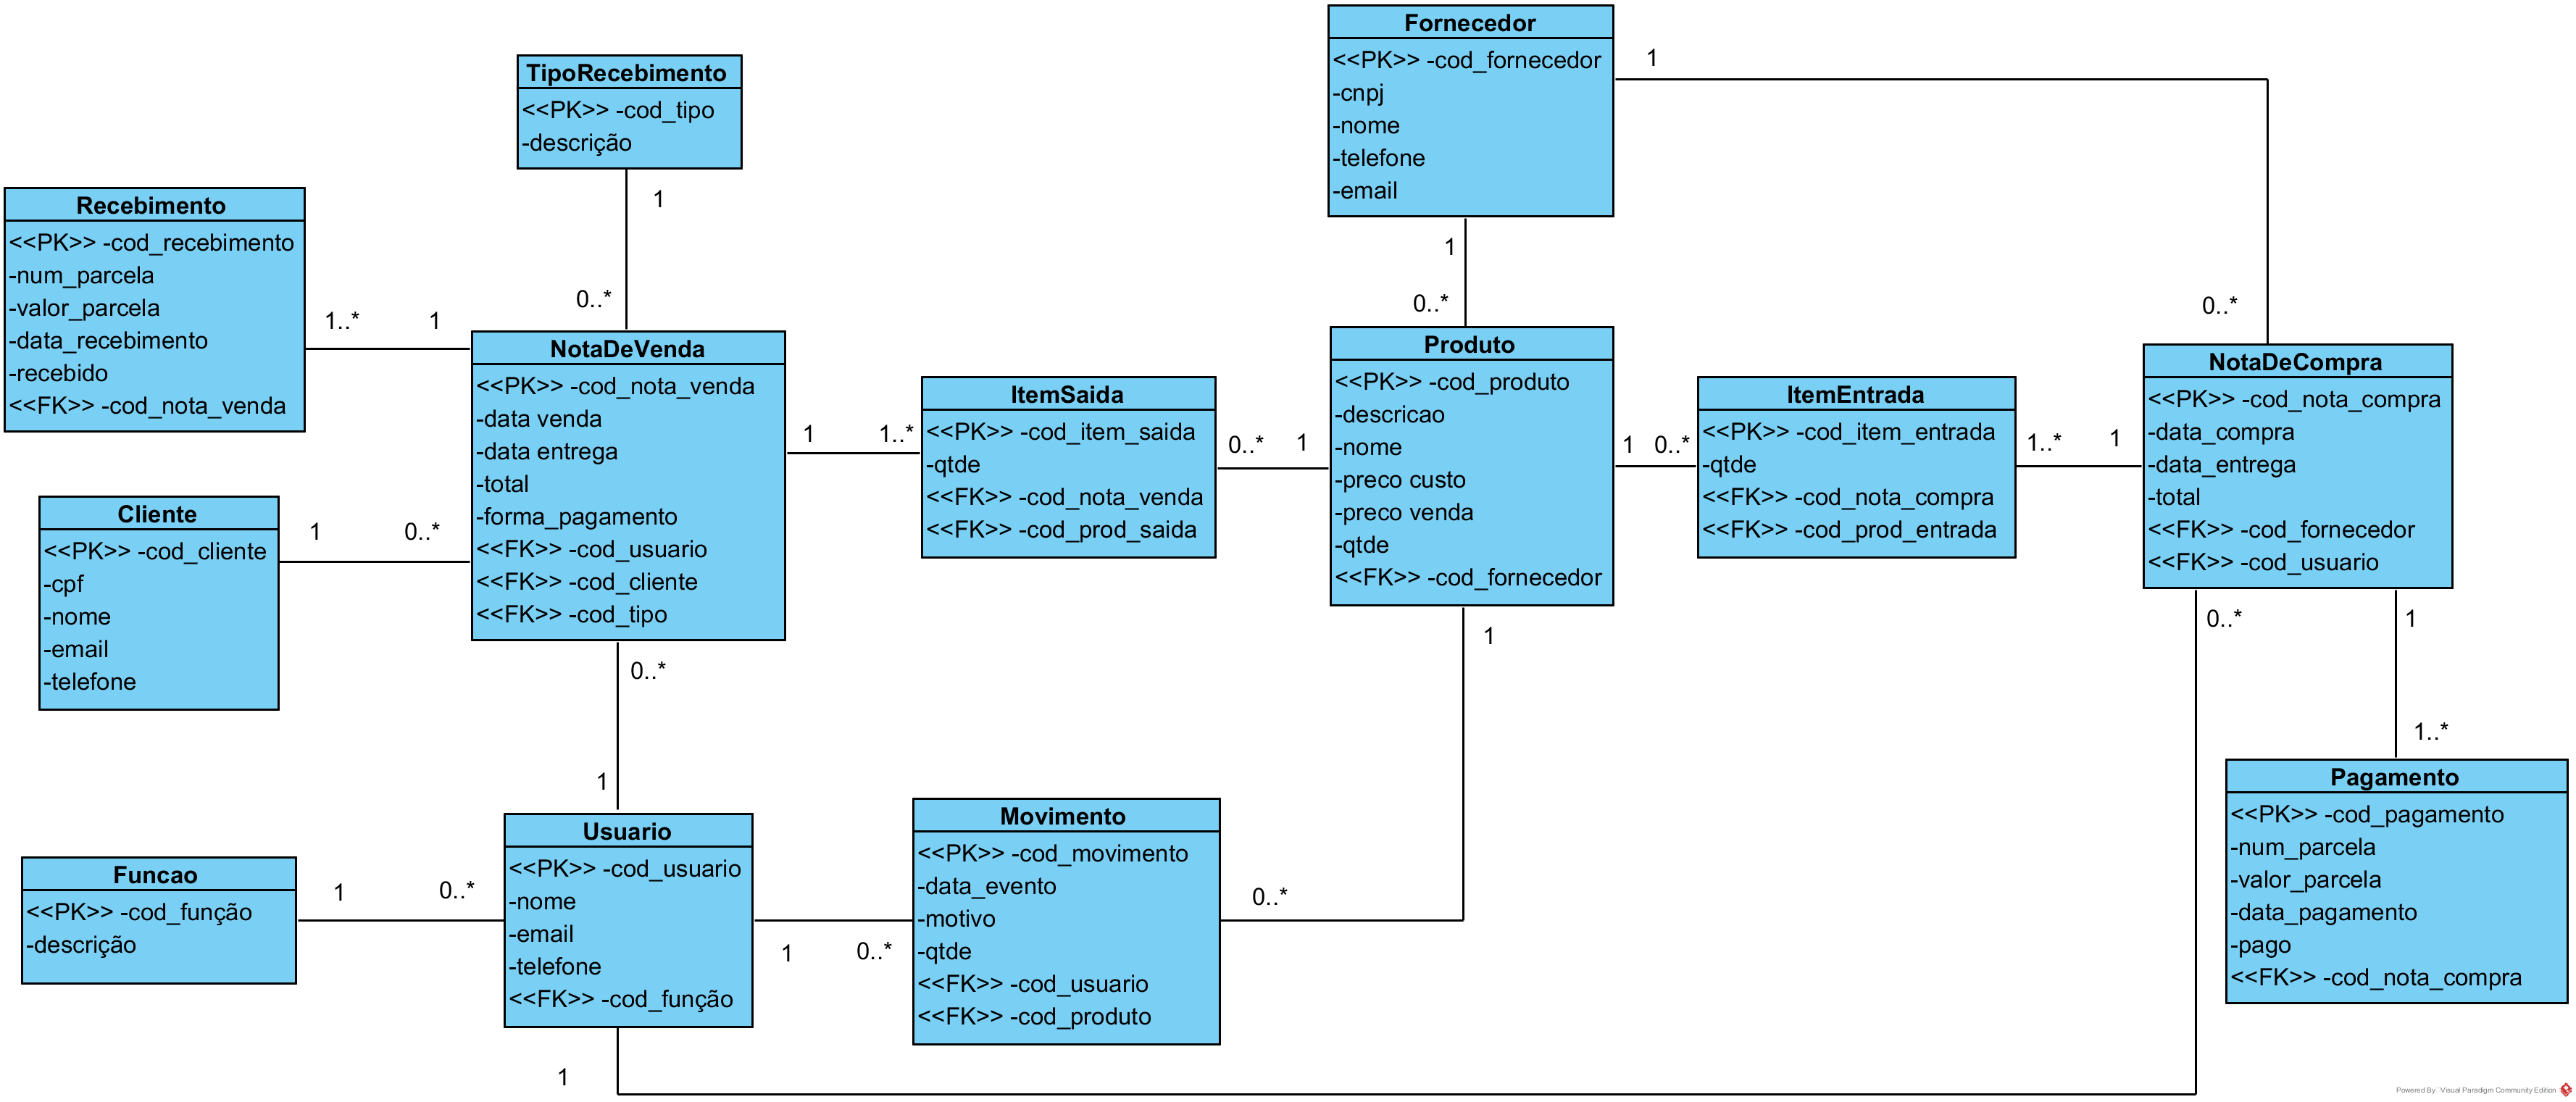 Fornecedor
<<PK>> -cod_fornecedor
-cnpj
-nome
-telefone
-email
1
1
0..*
0..*
TipoRecebimento
<<PK>> -cod_tipo
-descrição
1
0..*
Recebimento
<<PK>> -cod_recebimento
-num_parcela
-valor_parcela
-data_recebimento
-recebido
<<FK>> -cod_nota_venda
1..*
1
NotaDeVenda
<<PK>> -cod_nota_venda
-data venda
-data entrega
-total
-forma_pagamento
<<FK>> -cod_usuario
<<FK>> -cod_cliente
<<FK>> -cod_tipo
1
1..*
ItemSaida
<<PK>> -cod_item_saida
-qtde
<<FK>> -cod_nota_venda
<<FK>> -cod_prod_saida
0..*
1
Produto
<<PK>> -cod_produto
-descricao
-nome
-preco custo
-preco venda
-qtde
<<FK>> -cod_fornecedor
1
0..*
ItemEntrada
<<PK>> -cod_item_entrada
-qtde
<<FK>> -cod_nota_compra
<<FK>> -cod_prod_entrada
1..*
1
NotaDeCompra
<<PK>> -cod_nota_compra
-data_compra
-data_entrega
-total
<<FK>> -cod_fornecedor
<<FK>> -cod_usuario
Cliente
<<PK>> -cod_cliente
-cpf
-nome
-email
-telefone
1
0..*
0..*
1
1
0..*
1
1..*
Funcao
<<PK>> -cod_função
-descrição
1
0..*
Usuario
<<PK>> -cod_usuario
-nome
-email
-telefone
<<FK>> -cod_função
1
0..*
Movimento
<<PK>> -cod_movimento
-data_evento
-motivo
-qtde
<<FK>> -cod_usuario
<<FK>> -cod_produto
0..*
Pagamento
<<PK>> -cod_pagamento
-num_parcela
-valor_parcela
-data_pagamento
-pago
<<FK>> -cod_nota_compra
1
Powered By: Visual Paradigm Community Edition